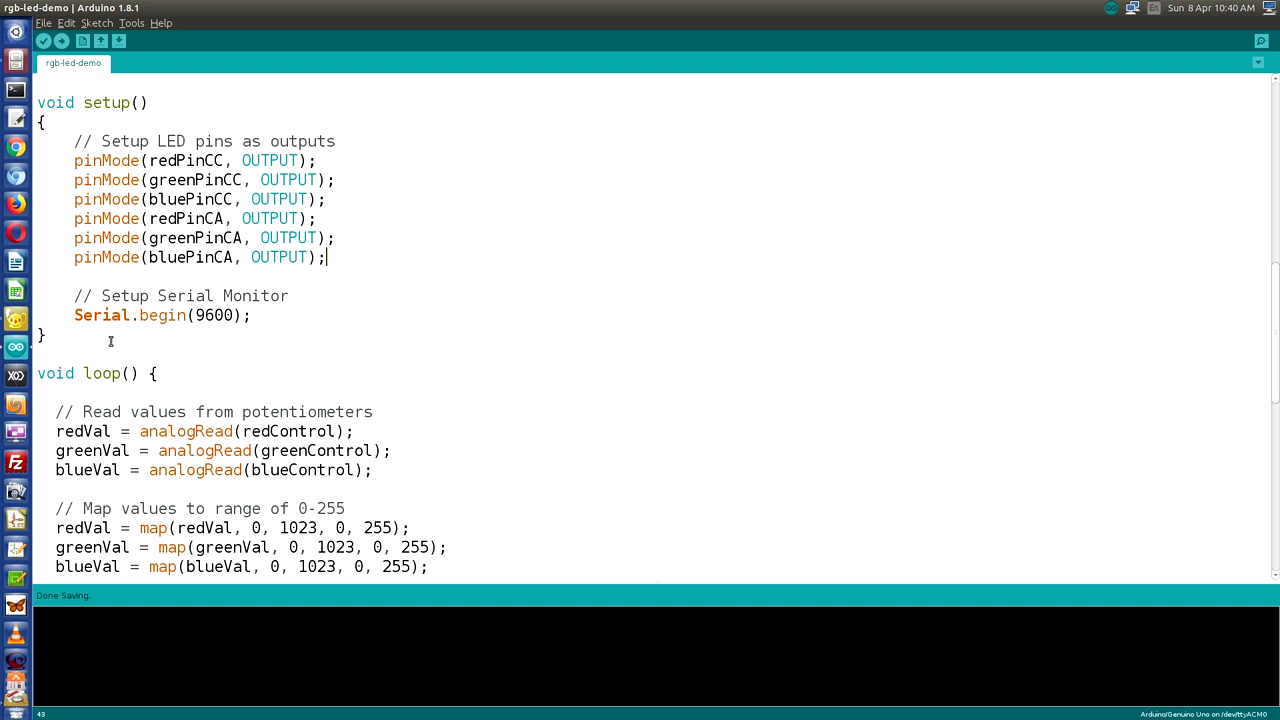 rgb-led-demo | Arduino 1.8.1
En Sun 8 Apr 10:40 AM
File Edit Sketch Tools Help
rgb-led-demo
void setup()
{
// Setup LED pins as outputs
pinMode(redPinCC, OUTPUT);
pinMode(greenPinCC, OUTPUT);
pinMode(bluePinCC, OUTPUT);
pinMode(redPinCA, OUTPUT);
pinMode(greenPinCA, OUTPUT);
pinMode(bluePinCA, OUTPUT);
// Setup Serial Monitor
Serial.begin(9600);
}
void loop() {
// Read values from potentiometers
redVal = analogRead(redControl);
greenVal = analogRead(greenControl);
blueVal = analogRead(blueControl);
// Map values to range of 0-255
redVal = map(redVal, 0, 1023, 0, 255);
greenVal = map(greenVal, 0, 1023, 0, 255);
blueVal = map(blueVal, 0, 1023, 0, 255);
Done Saving.
43
Arduino/Genuino Uno on /dev/ttyACM0